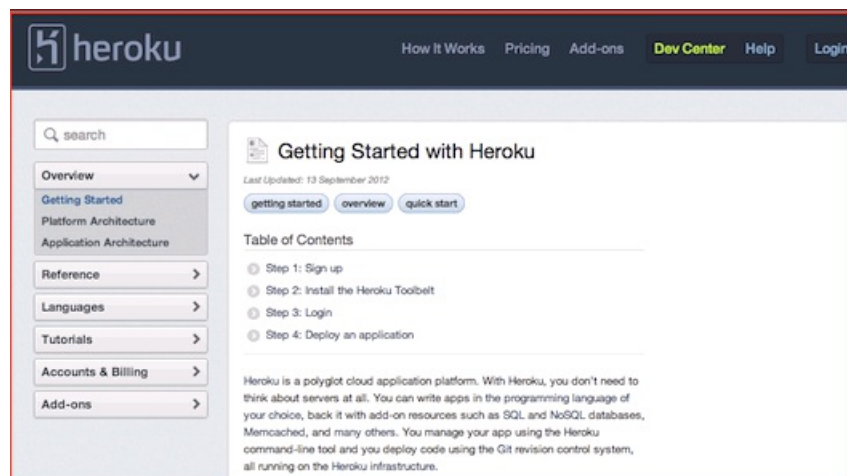 heroku
How It Works Pricing Add-ons Dev Center Help Login
search
Overview
Getting Started
Platform Architecture
Application Architecture
Reference
Languages
Tutorials
Accounts & Billing
Add-ons
Getting Started with Heroku
Last Updated: 13 September 2012
getting started overview quick start
Table of Contents
Step 1: Sign up
Step 2: Install the Heroku Toolbelt
Step 3: Login
Step 4: Deploy an application
Heroku is a polyglot cloud application platform. With Heroku, you don't need to
think about servers at all. You can write apps in the programming language of
your choice, back it with add-on resources such as SQL and NoSQL databases,
Memcached, and many others. You manage your app using the Heroku
command-line tool and you deploy code using the Git revision control system,
all running on the Heroku infrastructure.